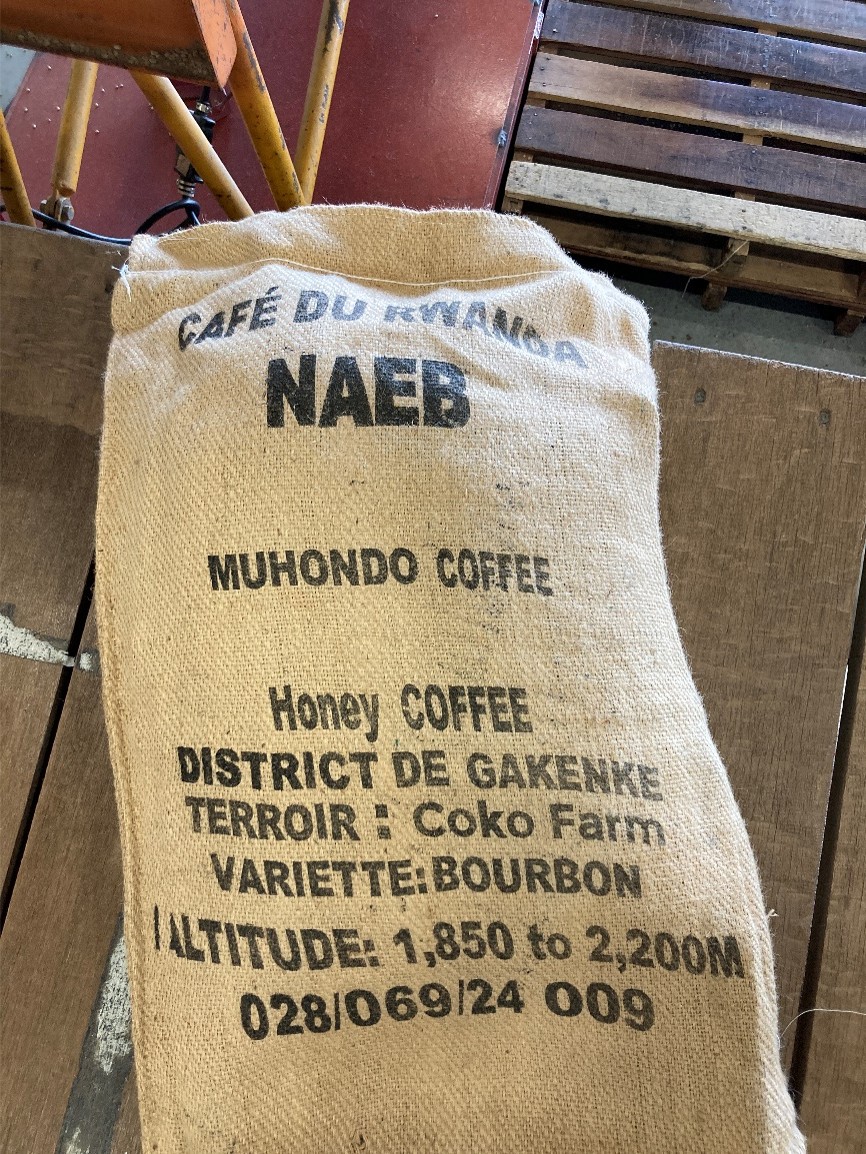 CAFÉ DU RWANDA
NAEB
MUHONDO COFFEE
Honey COFFEE
DISTRICT DE GAKENKE
TERROIR : Coko Farm
VARIETTE:BOURBON
ALTITUDE: 1,850 to 2,200M
028/069/24 009